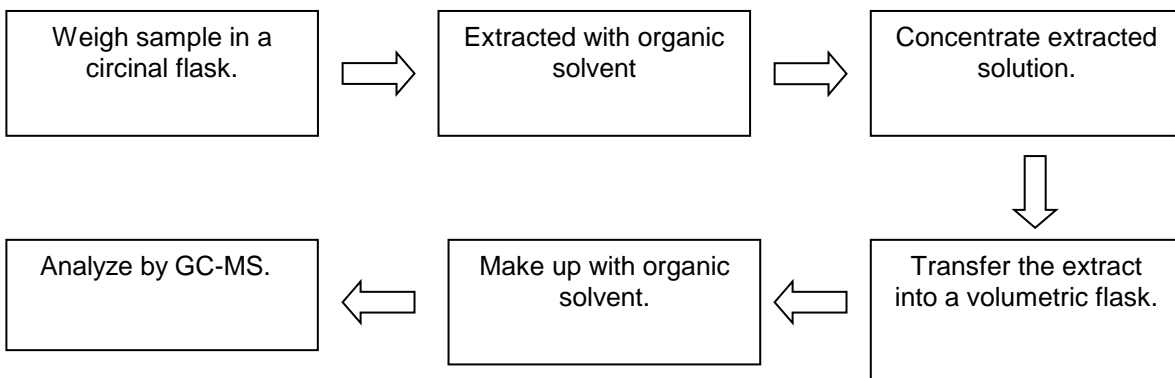 Weigh sample in a
circinal flask.
Extracted with organic
solvent
Concentrate extracted
solution.
Transfer the extract
into a volumetric flask.
Make up with organic
solvent.
Analyze by GC-MS.